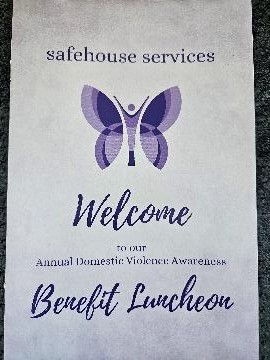 safehouse services
Welcome
to our
Annual Domestic Violence Awareness
Benefit Luncheon